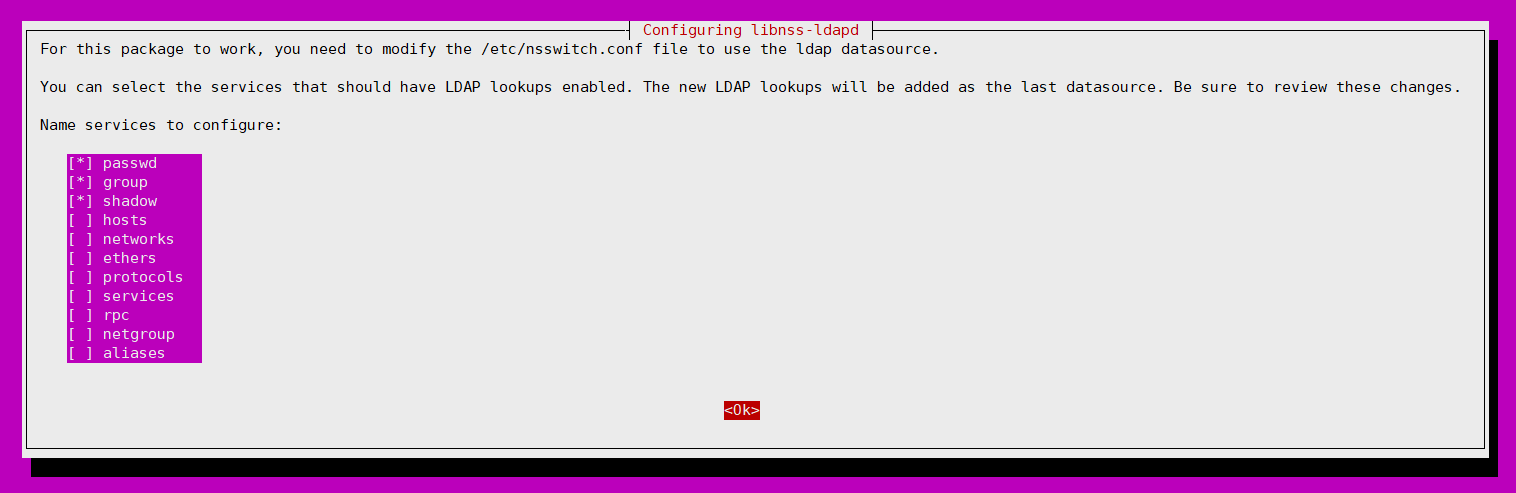 Configuring libnss-ldapd
For this package to work, you need to modify the /etc/nsswitch.conf file to use the ldap datasource.
You can select the services that should have LDAP lookups enabled. The new LDAP lookups will be added as the last datasource. Be sure to review these changes.
Name services to configure:
[*] passwd
[*] group
[*] shadow
[ ] hosts
[ ] networks
[ ] ethers
[ ] protocols
[ ] services
[ ] rpc
[ ] netgroup
[ ] aliases
<Ok>